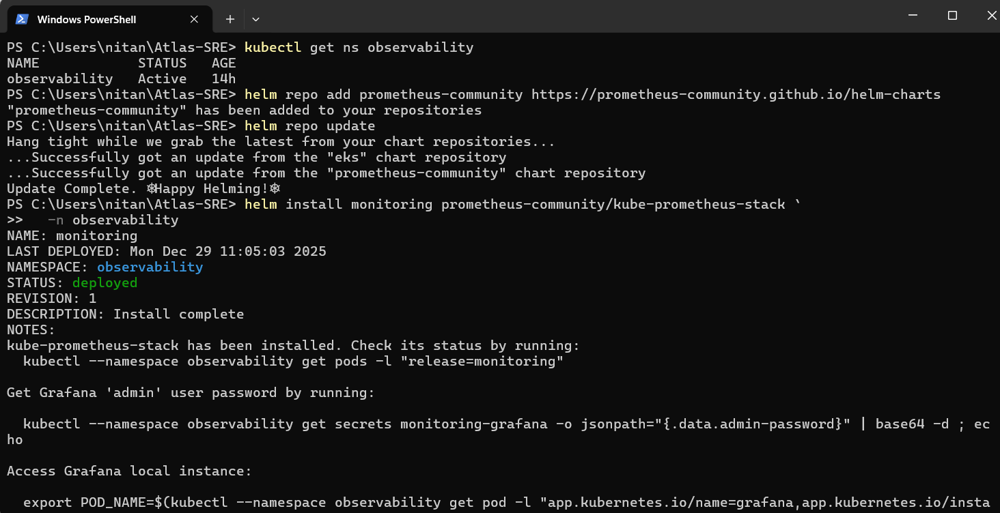 Windows PowerShell
PS C:\Users\nitan\Atlas-SRE> kubectl get ns observability
NAME            STATUS   AGE
observability   Active   14h
PS C:\Users\nitan\Atlas-SRE> helm repo add prometheus-community https://prometheus-community.github.io/helm-charts
"prometheus-community" has been added to your repositories
PS C:\Users\nitan\Atlas-SRE> helm repo update
Hang tight while we grab the latest from your chart repositories...
...Successfully got an update from the "eks" chart repository
...Successfully got an update from the "prometheus-community" chart repository
Update Complete. ⎈Happy Helming!⎈
PS C:\Users\nitan\Atlas-SRE> helm install monitoring prometheus-community/kube-prometheus-stack `
>>   -n observability
NAME: monitoring
LAST DEPLOYED: Mon Dec 29 11:05:03 2025
NAMESPACE: observability
STATUS: deployed
REVISION: 1
DESCRIPTION: Install complete
NOTES:
kube-prometheus-stack has been installed. Check its status by running:
  kubectl --namespace observability get pods -l "release=monitoring"
Get Grafana 'admin' user password by running:
  kubectl --namespace observability get secrets monitoring-grafana -o jsonpath="{.data.admin-password}" | base64 -d ; ec
ho
Access Grafana local instance:
  export POD_NAME=$(kubectl --namespace observability get pod -l "app.kubernetes.io/name=grafana,app.kubernetes.io/insta